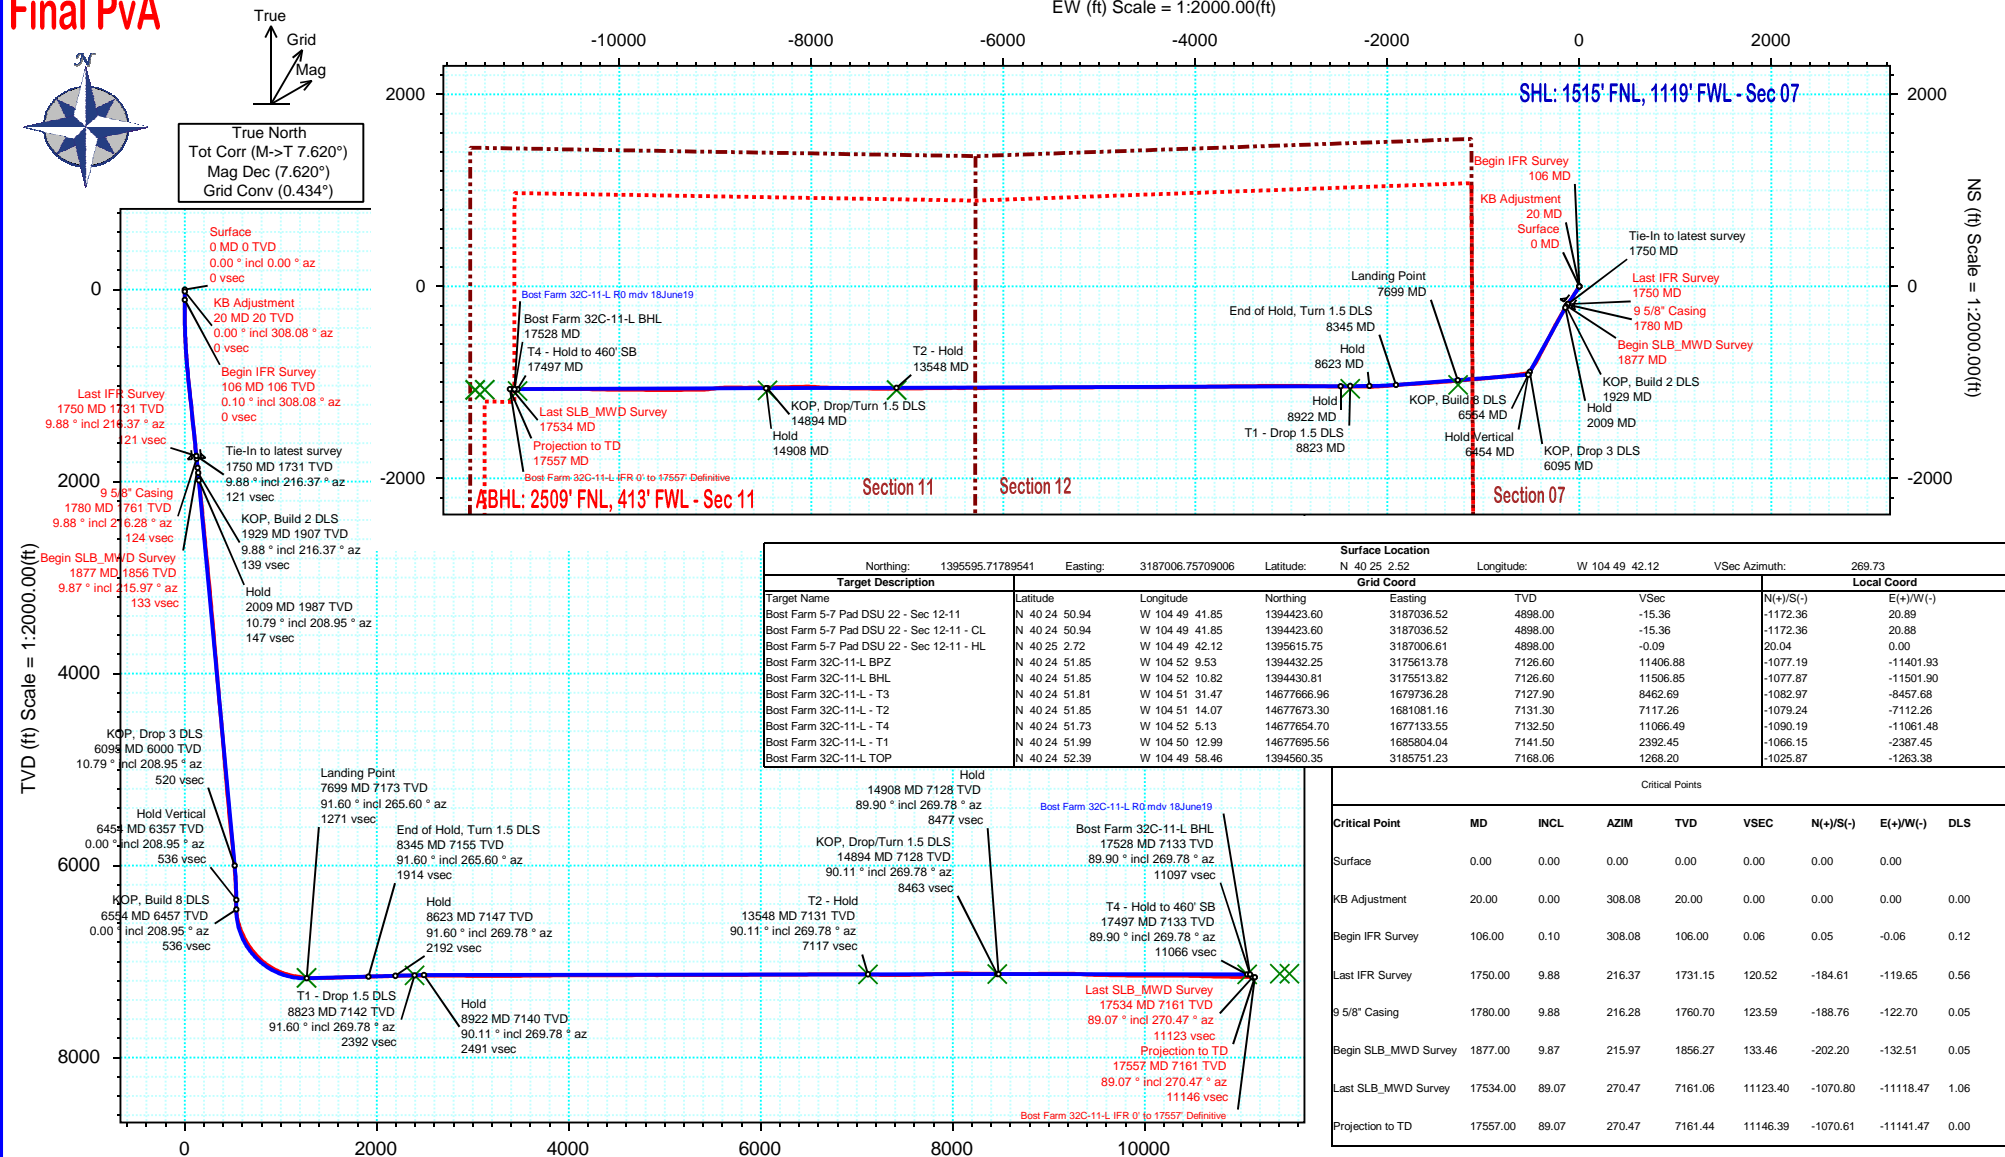 Final PvA
True
Grid
Mag
N
True North
Tot Corr (M->T 7.620°)
Mag Dec (7.620°)
Grid Conv (0.434°)
EW (ft) Scale = 1:2000.00(ft)
-10000
-8000
-6000
-4000
-2000
0
2000
2000
0
-2000
2000
0
-2000
NS (ft) Scale = 1:2000.00(ft)
SHL: 1515' FNL, 1119' FWL - Sec 07
Begin IFR Survey
106 MD
KB Adjustment
20 MD
Surface
0 MD
Tie-In to latest survey
1750 MD
Last IFR Survey
1750 MD
9 5/8" Casing
1780 MD
Begin SLB_MWD Survey
1877 MD
KOP, Build 2 DLS
1929 MD
Hold
2009 MD
Landing Point
7699 MD
End of Hold, Turn 1.5 DLS
8345 MD
Hold
8623 MD
Hold
8922 MD
T1 - Drop 1.5 DLS
8823 MD
KOP, Build 8 DLS
6554 MD
Hold Vertical
6454 MD
KOP, Drop 3 DLS
6095 MD
Bost Farm 32C-11-L R0 mdv 18June19
Bost Farm 32C-11-L BHL
17528 MD
T4 - Hold to 460' SB
17497 MD
T2 - Hold
13548 MD
KOP, Drop/Turn 1.5 DLS
14894 MD
Hold
14908 MD
Last SLB_MWD Survey
17534 MD
Projection to TD
17557 MD
Bost Farm 32C-11-L IFR 0' to 17557' Definitive
ABHL: 2509' FNL, 413' FWL - Sec 11
Section 11
Section 12
Section 07
TVD (ft) Scale = 1:2000.00(ft)
0
2000
4000
6000
8000
0
2000
4000
6000
8000
10000
Surface
0 MD 0 TVD
0.00 ° incl 0.00 ° az
0 vsec
KB Adjustment
20 MD 20 TVD
0.00 ° incl 308.08 ° az
0 vsec
Begin IFR Survey
106 MD 106 TVD
0.10 ° incl 308.08 ° az
0 vsec
Last IFR Survey
1750 MD 1731 TVD
9.88 ° incl 216.37 ° az
121 vsec
Tie-In to latest survey
1750 MD 1731 TVD
9.88 ° incl 216.37 ° az
121 vsec
9 5/8" Casing
1780 MD 1761 TVD
9.88 ° incl 216.28 ° az
124 vsec
KOP, Build 2 DLS
1929 MD 1907 TVD
9.88 ° incl 216.37 ° az
139 vsec
Begin SLB_MWD Survey
1877 MD 1856 TVD
9.87 ° incl 215.97 ° az
133 vsec
Hold
2009 MD 1987 TVD
10.79 ° incl 208.95 ° az
147 vsec
KOP, Drop 3 DLS
6095 MD 6000 TVD
10.79 ° incl 208.95 ° az
520 vsec
Hold Vertical
6454 MD 6357 TVD
0.00 ° incl 208.95 ° az
536 vsec
KOP, Build 8 DLS
6554 MD 6457 TVD
0.00 ° incl 208.95 ° az
536 vsec
Landing Point
7699 MD 7173 TVD
91.60 ° incl 265.60 ° az
1271 vsec
End of Hold, Turn 1.5 DLS
8345 MD 7155 TVD
91.60 ° incl 265.60 ° az
1914 vsec
Hold
8623 MD 7147 TVD
91.60 ° incl 269.78 ° az
2192 vsec
T1 - Drop 1.5 DLS
8823 MD 7142 TVD
91.60 ° incl 269.78 ° az
2392 vsec
Hold
8922 MD 7140 TVD
90.11 ° incl 269.78 ° az
2491 vsec
T2 - Hold
13548 MD 7131 TVD
90.11 ° incl 269.78 ° az
7117 vsec
KOP, Drop/Turn 1.5 DLS
14894 MD 7128 TVD
90.11 ° incl 269.78 ° az
8463 vsec
Hold
14908 MD 7128 TVD
89.90 ° incl 269.78 ° az
8477 vsec
Bost Farm 32C-11-L R0 mdv 18June19
Bost Farm 32C-11-L BHL
17528 MD 7133 TVD
89.90 ° incl 269.78 ° az
11097 vsec
T4 - Hold to 460' SB
17497 MD 7133 TVD
89.90 ° incl 269.78 ° az
11066 vsec
Last SLB_MWD Survey
17534 MD 7161 TVD
89.07 ° incl 270.47 ° az
11123 vsec
Projection to TD
17557 MD 7161 TVD
89.07 ° incl 270.47 ° az
11146 vsec
Bost Farm 32C-11-L IFR 0' to 17557' Definitive
Surface Location
Northing: 1395595.71789541 Easting: 3187006.75709006 Latitude: N 40 25 2.52 Longitude: W 104 49 42.12 VSec Azimuth: 269.73
Target Description Grid Coord Local Coord
Target Name Latitude Longitude Northing Easting TVD VSec N(+)/S(-) E(+)/W(-)
Bost Farm 5-7 Pad DSU 22 - Sec 12-11 N 40 24 50.94 W 104 49 41.85 1394423.60 3187036.52 4898.00 -15.36 -1172.36 20.89
Bost Farm 5-7 Pad DSU 22 - Sec 12-11 - CL N 40 24 50.94 W 104 49 41.85 1394423.60 3187036.52 4898.00 -15.36 -1172.36 20.88
Bost Farm 5-7 Pad DSU 22 - Sec 12-11 - HL N 40 25 2.72 W 104 49 42.12 1395615.75 3187006.61 4898.00 -0.09 20.04 0.00
Bost Farm 32C-11-L BPZ N 40 24 51.85 W 104 52 9.53 1394432.25 3175613.78 7126.60 11406.88 -1077.19 -11401.93
Bost Farm 32C-11-L BHL N 40 24 51.85 W 104 52 10.82 1394430.81 3175513.82 7126.60 11506.85 -1077.87 -11501.90
Bost Farm 32C-11-L - T3 N 40 24 51.81 W 104 51 31.47 14677666.96 1679736.28 7127.90 8462.69 -1082.97 -8457.68
Bost Farm 32C-11-L - T2 N 40 24 51.85 W 104 51 14.07 14677673.30 1681081.16 7131.30 7117.26 -1079.24 -7112.26
Bost Farm 32C-11-L - T4 N 40 24 51.73 W 104 52 5.13 14677654.70 1677133.55 7132.50 11066.49 -1090.19 -11061.48
Bost Farm 32C-11-L - T1 N 40 24 51.99 W 104 50 12.99 14677695.56 1685804.04 7141.50 2392.45 -1066.15 -2387.45
Bost Farm 32C-11-L TOP N 40 24 52.39 W 104 49 58.46 1394560.35 3185751.23 7168.06 1268.20 -1025.87 -1263.38
Critical Points
Critical Point MD INCL AZIM TVD VSEC N(+)/S(-) E(+)/W(-) DLS
Surface 0.00 0.00 0.00 0.00 0.00 0.00 0.00
KB Adjustment 20.00 0.00 308.08 20.00 0.00 0.00 0.00 0.00
Begin IFR Survey 106.00 0.10 308.08 106.00 0.06 0.05 -0.06 0.12
Last IFR Survey 1750.00 9.88 216.37 1731.15 120.52 -184.61 -119.65 0.56
9 5/8" Casing 1780.00 9.88 216.28 1760.70 123.59 -188.76 -122.70 0.05
Begin SLB_MWD Survey 1877.00 9.87 215.97 1856.27 133.46 -202.20 -132.51 0.05
Last SLB_MWD Survey 17534.00 89.07 270.47 7161.06 11123.40 -1070.80 -11118.47 1.06
Projection to TD 17557.00 89.07 270.47 7161.44 11146.39 -1070.61 -11141.47 0.00